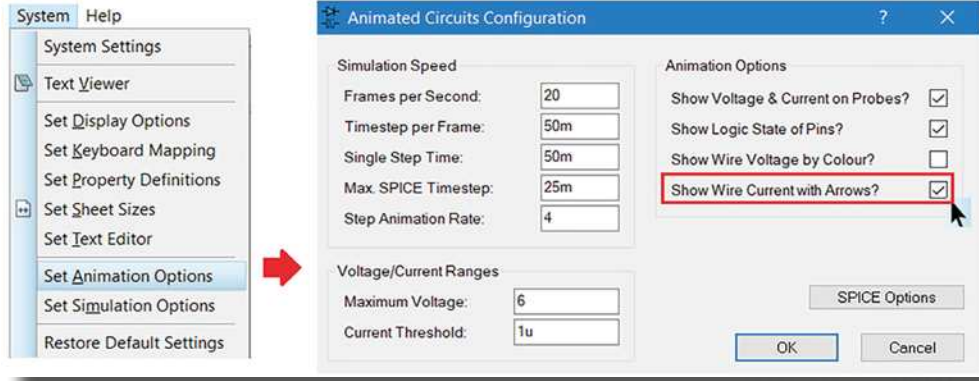 System Help
System Settings
Text Viewer
Set Display Options
Set Keyboard Mapping
Set Property Definitions
Set Sheet Sizes
Set Text Editor
Set Animation Options
Set Simulation Options
Restore Default Settings
Animated Circuits Configuration ? ×
Simulation Speed
Frames per Second: 20
Timestep per Frame: 50m
Single Step Time: 50m
Max. SPICE Timestep: 25m
Step Animation Rate: 4
Voltage/Current Ranges
Maximum Voltage: 6
Current Threshold: 1u
Animation Options
Show Voltage & Current on Probes?
Show Logic State of Pins?
Show Wire Voltage by Colour?
Show Wire Current with Arrows?
SPICE Options
OK Cancel